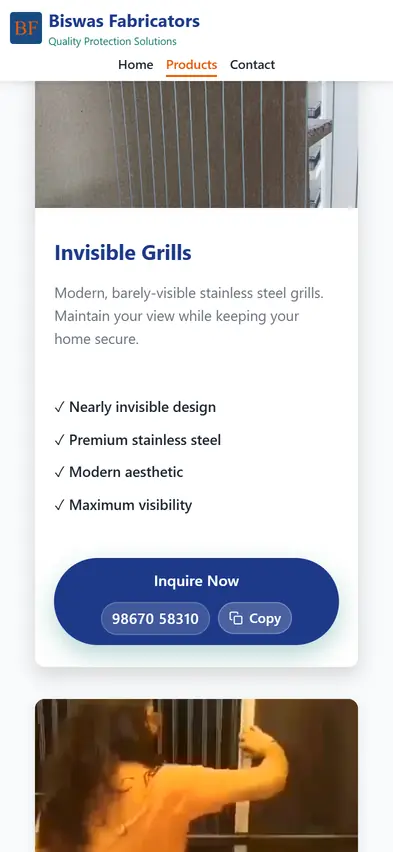 BF
Biswas Fabricators
Quality Protection Solutions
Home Products Contact
Invisible Grills
Modern, barely-visible stainless steel grills.
Maintain your view while keeping your
home secure.
✓ Nearly invisible design
✓ Premium stainless steel
✓ Modern aesthetic
✓ Maximum visibility
Inquire Now
98670 58310 Copy